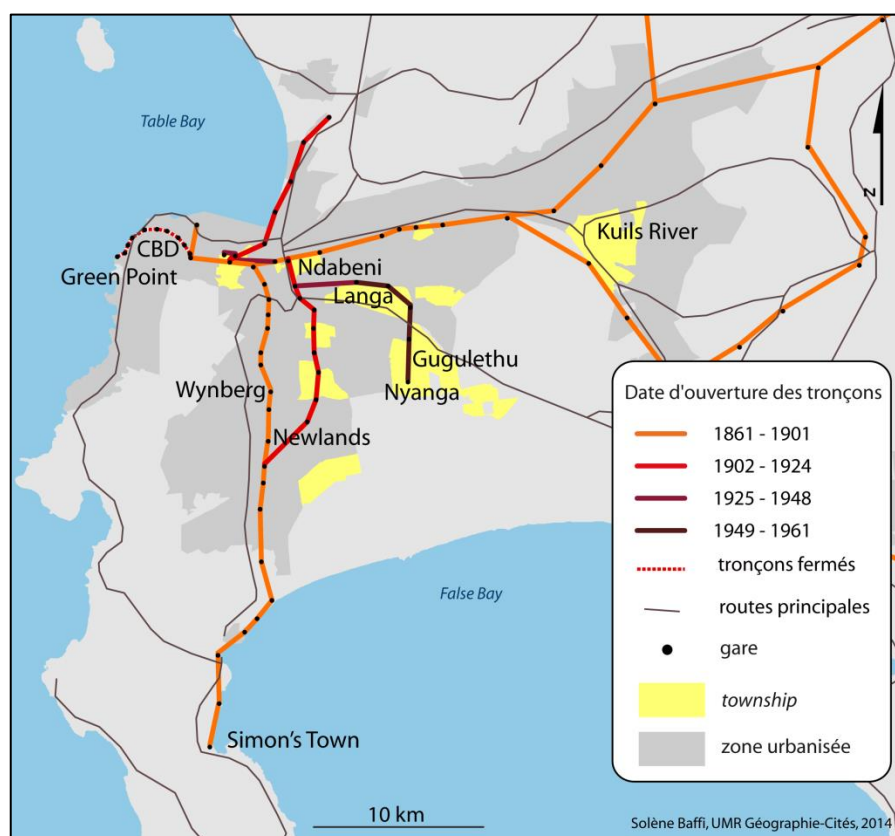 Table Bay
N
CBD
Green Point
Ndabeni
Kuils River
Langa
Gugulethu
Wynberg
Nyanga
Newlands
Date d'ouverture des tronçons
1861 - 1901
1902 - 1924
1925 - 1948
1949 - 1961
tronçons fermés
routes principales
gare
township
zone urbanisée
False Bay
Simon's Town
10 km
Solène Baffi, UMR Géographie-Cités, 2014